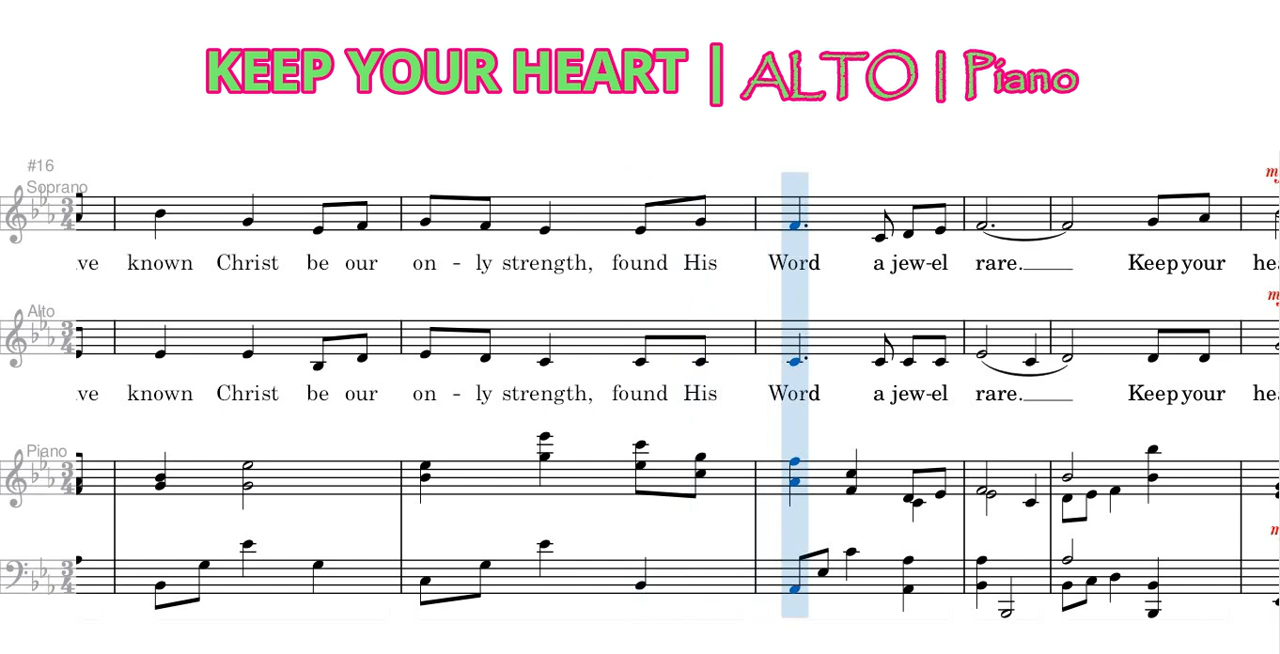 KEEP YOUR HEART | ALTO | Piano
#16
Soprano
ve known Christ be our on - ly strength, found His Word a jew-el rare. Keep your hea
Alto
ve known Christ be our on - ly strength, found His Word a jew-el rare. Keep your hea
Piano